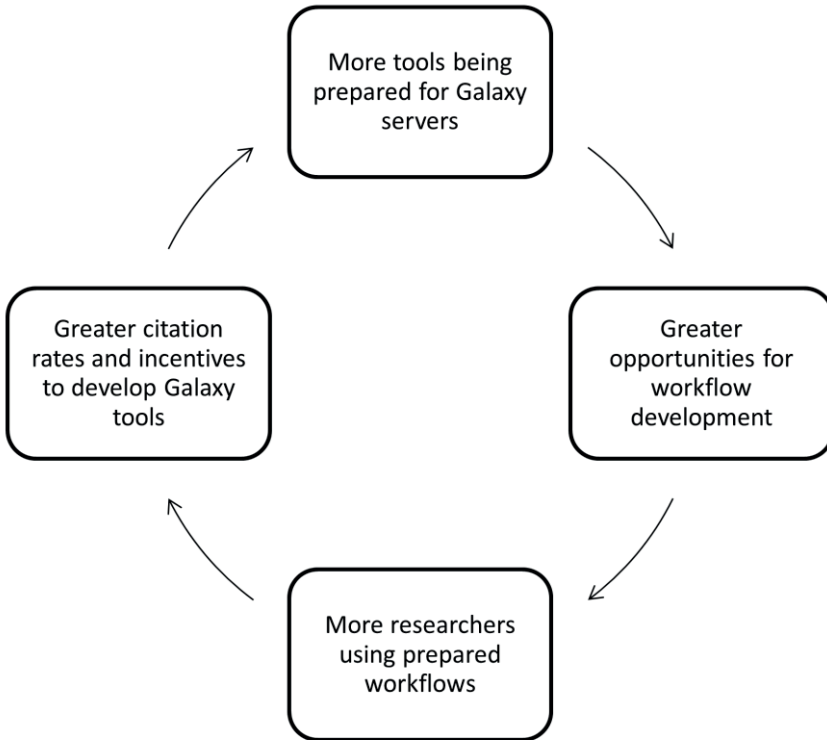 More tools being
prepared for Galaxy
servers
Greater
opportunities for
workflow
development
More researchers
using prepared
workflows
Greater citation
rates and incentives
to develop Galaxy
tools